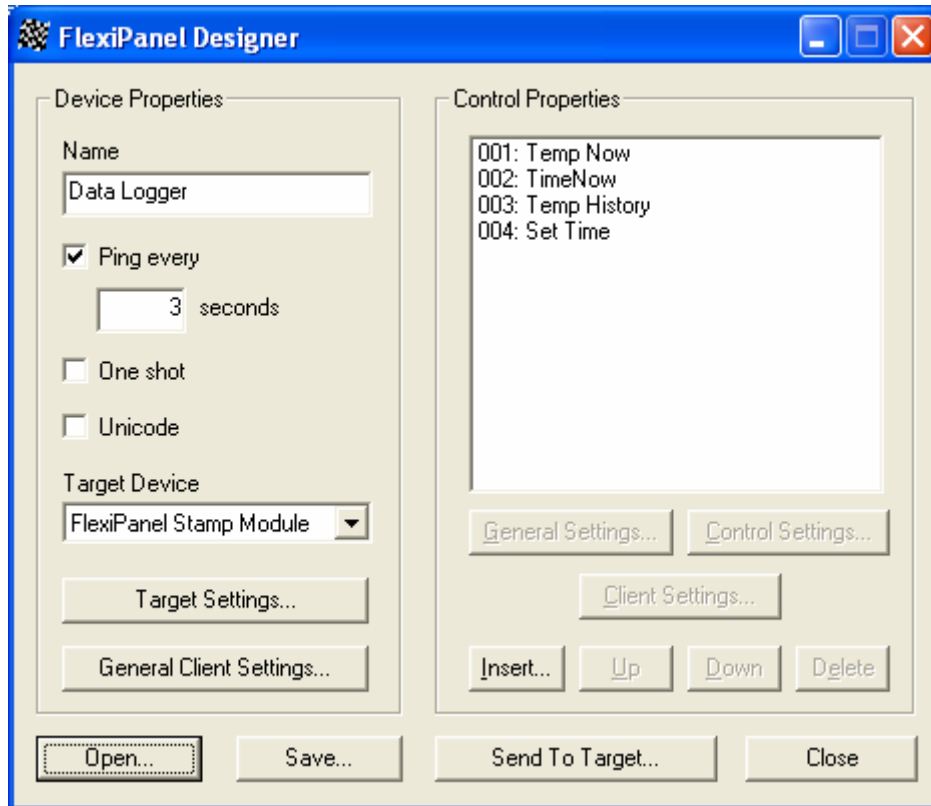 FlexiPanel Designer
Device Properties
Name
Data Logger
Ping every
3 seconds
One shot
Unicode
Target Device
FlexiPanel Stamp Module
Target Settings...
General Client Settings...
Control Properties
001: Temp Now
002: TimeNow
003: Temp History
004: Set Time
General Settings... Control Settings...
Client Settings...
Insert... Up Down Delete
Open... Save... Send To Target... Close